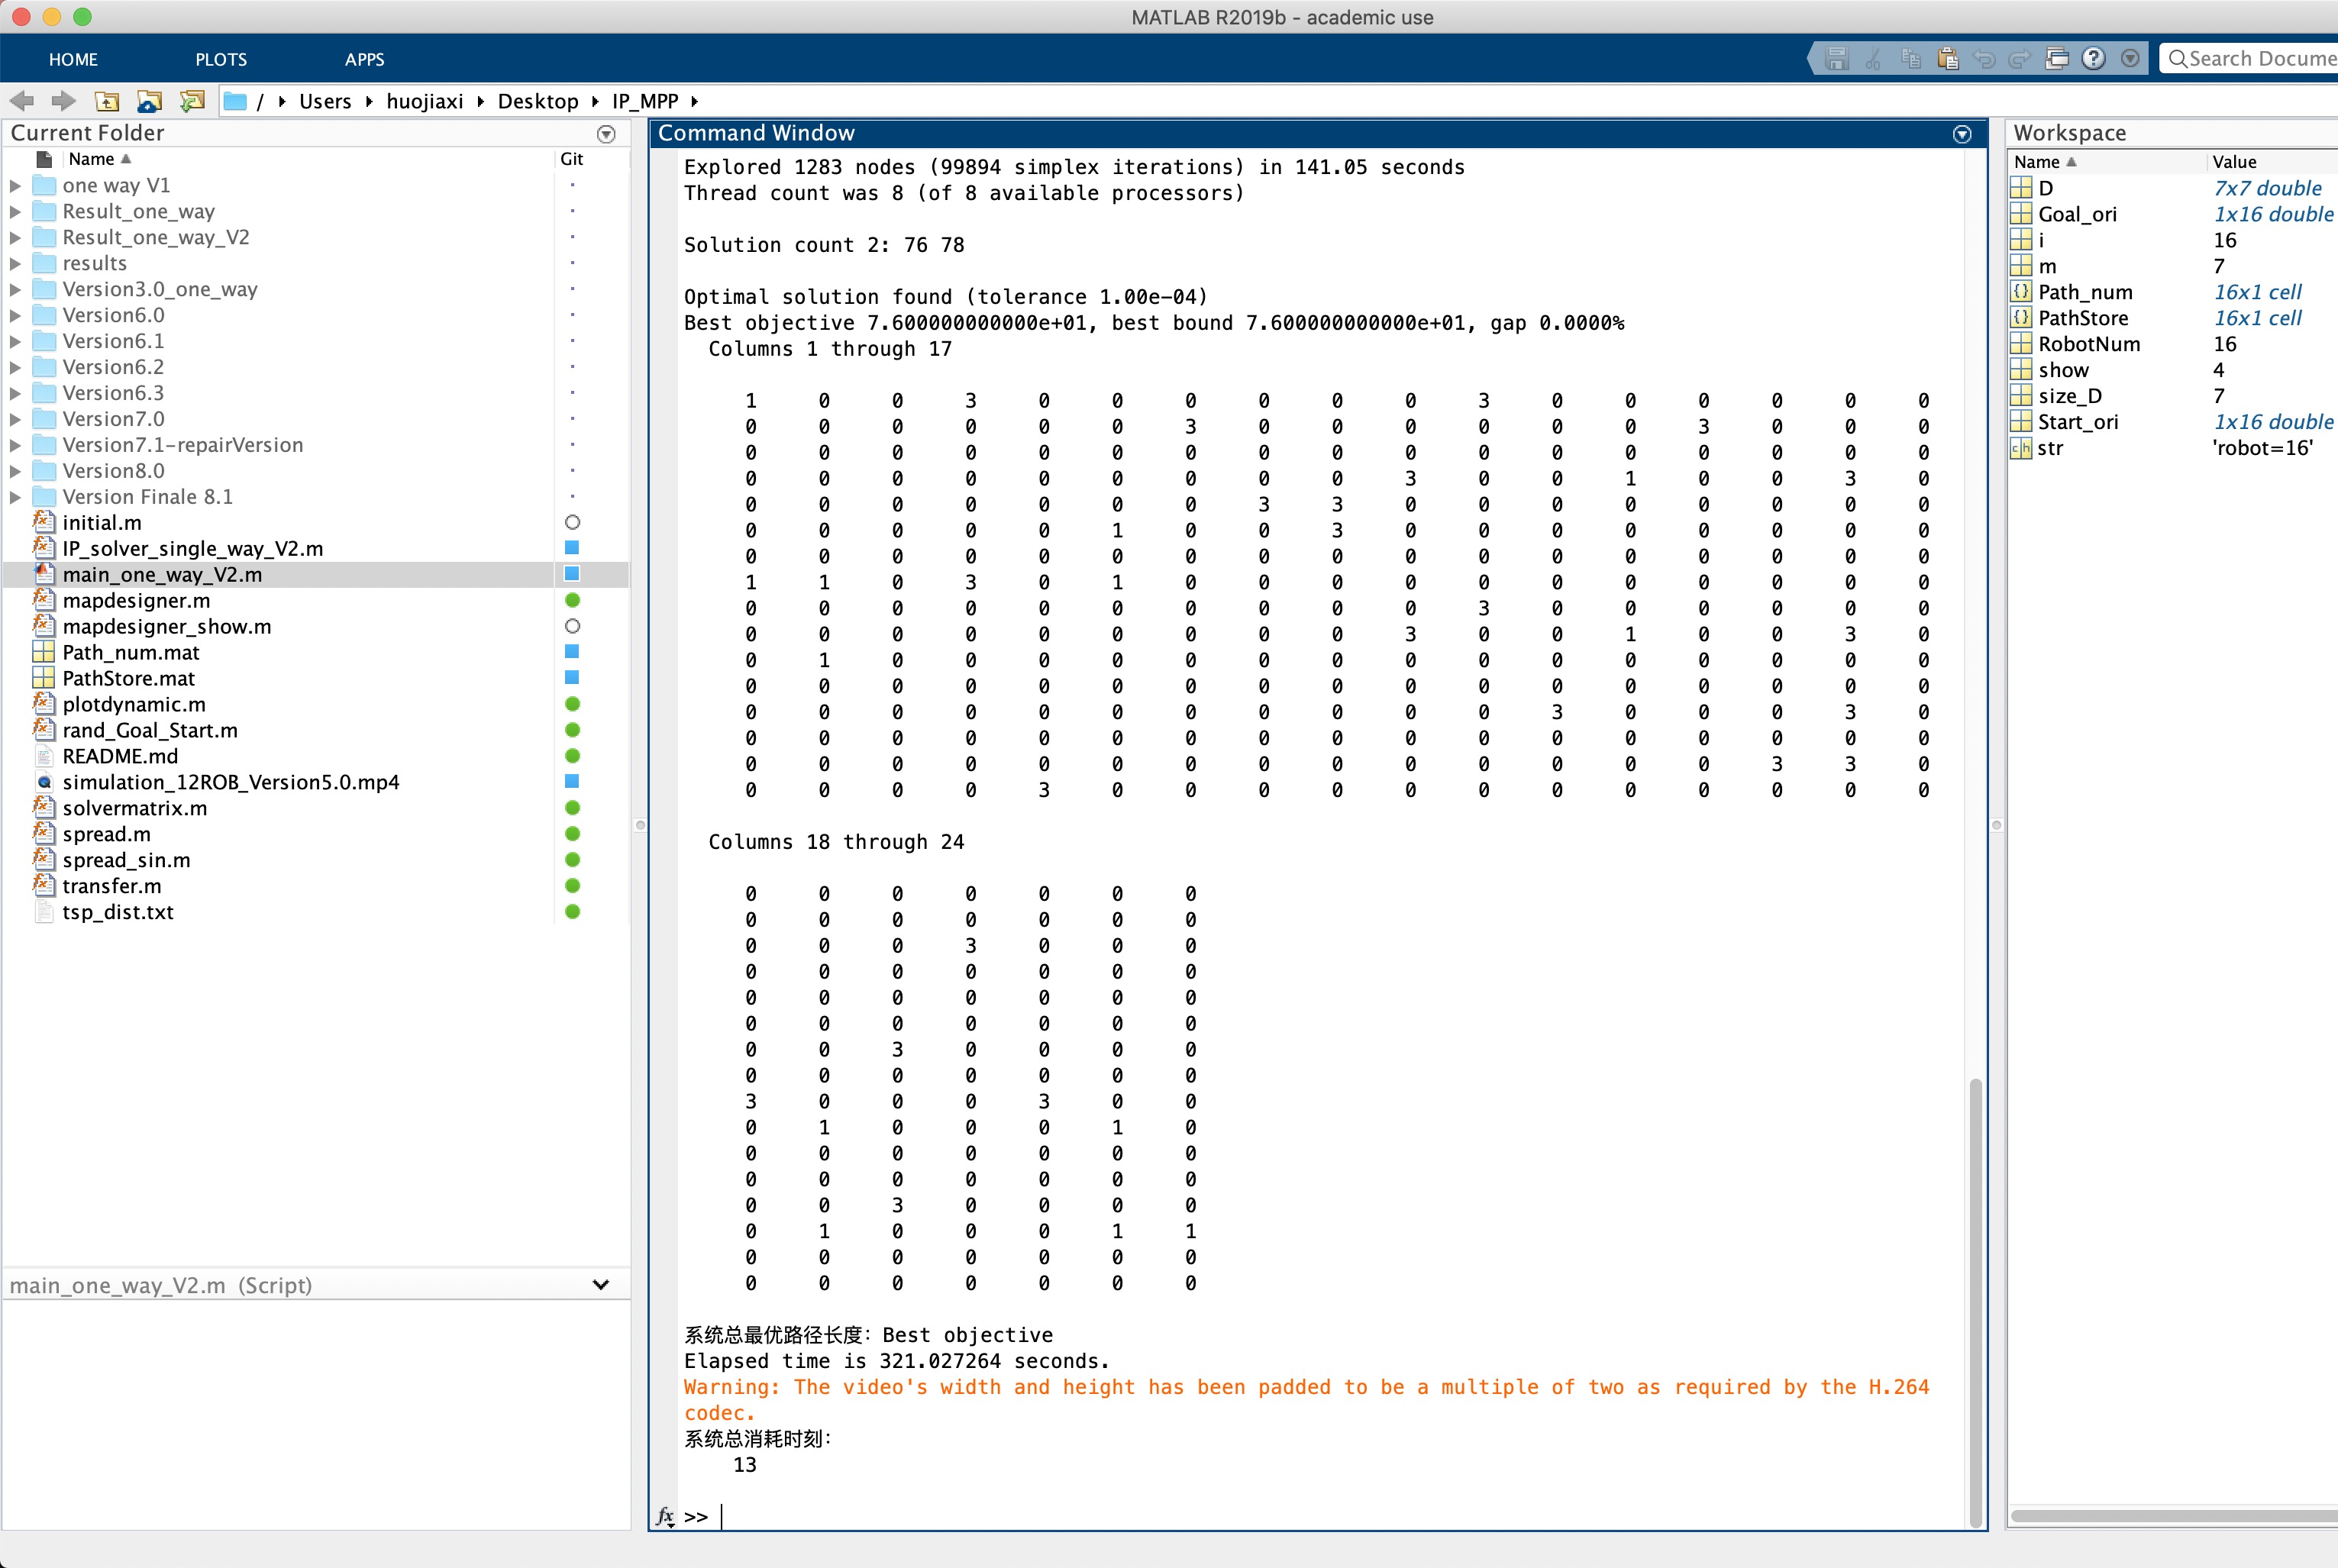 MATLAB R2019b - academic use
HOME PLOTS APPS
Search Docume
/ Users huojiaxi Desktop IP_MPP
Current Folder
Name Git
one way V1
Result_one_way
Result_one_way_V2
results
Version3.0_one_way
Version6.0
Version6.1
Version6.2
Version6.3
Version7.0
Version7.1-repairVersion
Version8.0
Version Finale 8.1
initial.m
IP_solver_single_way_V2.m
main_one_way_V2.m
mapdesigner.m
mapdesigner_show.m
Path_num.mat
PathStore.mat
plotdynamic.m
rand_Goal_Start.m
README.md
simulation_12ROB_Version5.0.mp4
solvermatrix.m
spread.m
spread_sin.m
transfer.m
tsp_dist.txt
main_one_way_V2.m (Script)
Command Window
Explored 1283 nodes (99894 simplex iterations) in 141.05 seconds
Thread count was 8 (of 8 available processors)
Solution count 2: 76 78
Optimal solution found (tolerance 1.00e-04)
Best objective 7.600000000000e+01, best bound 7.600000000000e+01, gap 0.0000%
Columns 1 through 17
1 0 0 3 0 0 0 0 0 0 3 0 0 0 0 0 0
0 0 0 0 0 0 3 0 0 0 0 0 0 3 0 0 0
0 0 0 0 0 0 0 0 0 0 0 0 0 0 0 0 0
0 0 0 0 0 0 0 0 0 3 0 0 1 0 0 3 0
0 0 0 0 0 0 0 3 3 0 0 0 0 0 0 0 0
0 0 0 0 0 1 0 0 3 0 0 0 0 0 0 0 0
0 0 0 0 0 0 0 0 0 0 0 0 0 0 0 0 0
1 1 0 3 0 1 0 0 0 0 0 0 0 0 0 0 0
0 0 0 0 0 0 0 0 0 0 3 0 0 0 0 0 0
0 0 0 0 0 0 0 0 0 3 0 0 1 0 0 3 0
0 1 0 0 0 0 0 0 0 0 0 0 0 0 0 0 0
0 0 0 0 0 0 0 0 0 0 0 0 0 0 0 0 0
0 0 0 0 0 0 0 0 0 0 0 3 0 0 0 3 0
0 0 0 0 0 0 0 0 0 0 0 0 0 0 0 0 0
0 0 0 0 0 0 0 0 0 0 0 0 0 0 3 3 0
0 0 0 0 3 0 0 0 0 0 0 0 0 0 0 0 0
Columns 18 through 24
0 0 0 0 0 0 0
0 0 0 0 0 0 0
0 0 0 3 0 0 0
0 0 0 0 0 0 0
0 0 0 0 0 0 0
0 0 0 0 0 0 0
0 0 3 0 0 0 0
0 0 0 0 0 0 0
3 0 0 0 3 0 0
0 1 0 0 0 1 0
0 0 0 0 0 0 0
0 0 0 0 0 0 0
0 0 3 0 0 0 0
0 1 0 0 0 1 1
0 0 0 0 0 0 0
0 0 0 0 0 0 0
系统总最优路径长度：Best objective
Elapsed time is 321.027264 seconds.
Warning: The video's width and height has been padded to be a multiple of two as required by the H.264
codec.
系统总消耗时刻：
13
fx >>
Workspace
Name Value
D 7x7 double
Goal_ori 1x16 double
i 16
m 7
Path_num 16x1 cell
PathStore 16x1 cell
RobotNum 16
show 4
size_D 7
Start_ori 1x16 double
str 'robot=16'